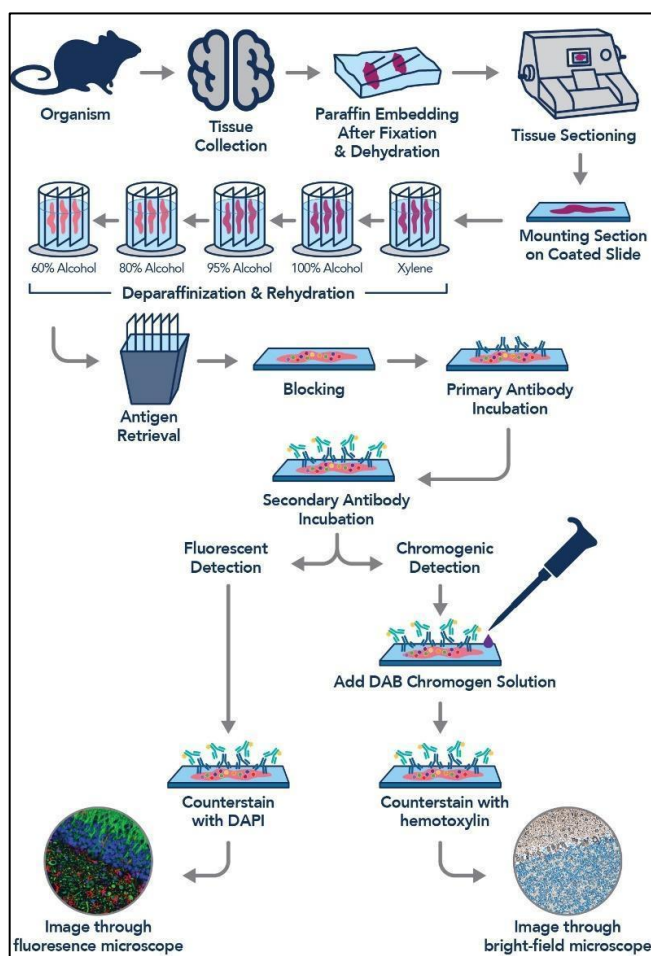 Organism
Tissue
Collection
Paraffin Embedding
After Fixation
& Dehydration
Tissue Sectioning
Mounting Section
on Coated Slide
60% Alcohol
80% Alcohol
95% Alcohol
100% Alcohol
Xylene
Deparaffinization & Rehydration
Antigen
Retrieval
Blocking
Primary Antibody
Incubation
Secondary Antibody
Incubation
Fluorescent
Detection
Chromogenic
Detection
Add DAB Chromogen Solution
Counterstain
with DAPI
Counterstain with
hemotoxylin
Image through
fluoresence microscope
Image through
bright-field microscope